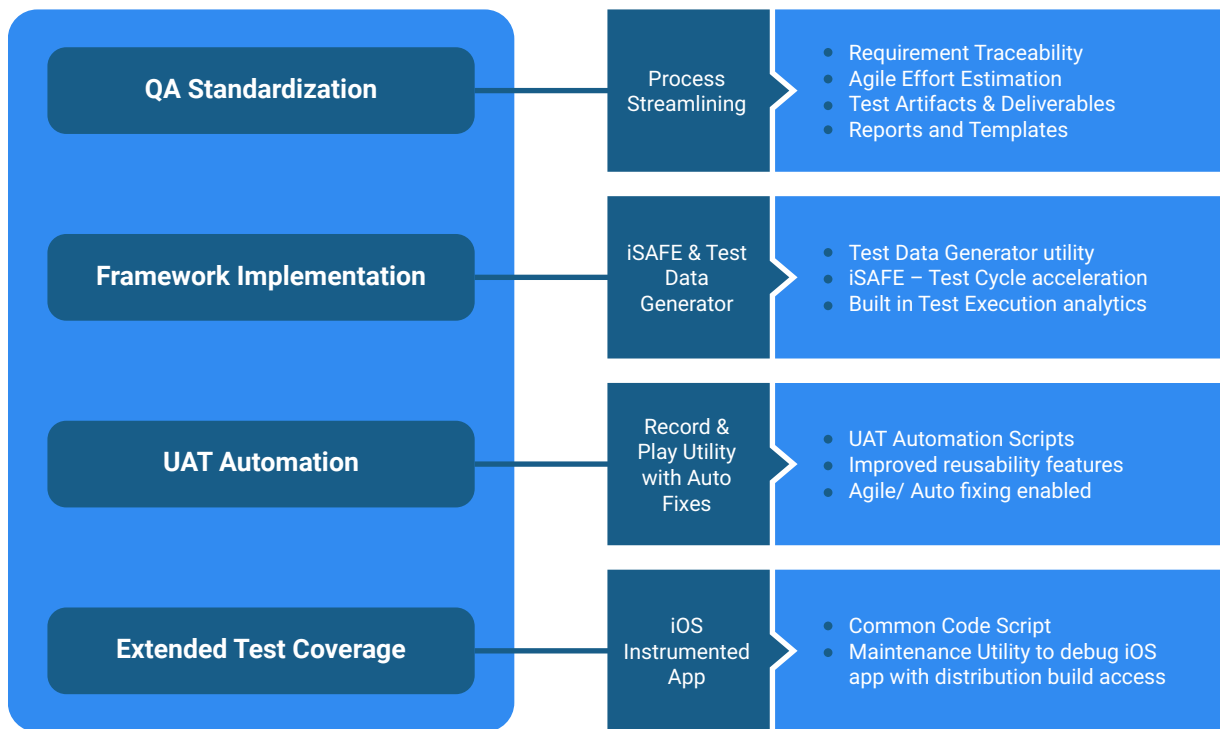 QA Standardization
Process
Streamlining
Requirement Traceability
Agile Effort Estimation
Test Artifacts & Deliverables
Reports and Templates
Framework Implementation
iSAFE & Test
Data
Generator
Test Data Generator utility
iSAFE – Test Cycle acceleration
Built in Test Execution analytics
UAT Automation
Record &
Play Utility
with Auto
Fixes
UAT Automation Scripts
Improved reusability features
Agile/ Auto fixing enabled
Extended Test Coverage
iOS
Instrumented
App
Common Code Script
Maintenance Utility to debug iOS
app with distribution build access